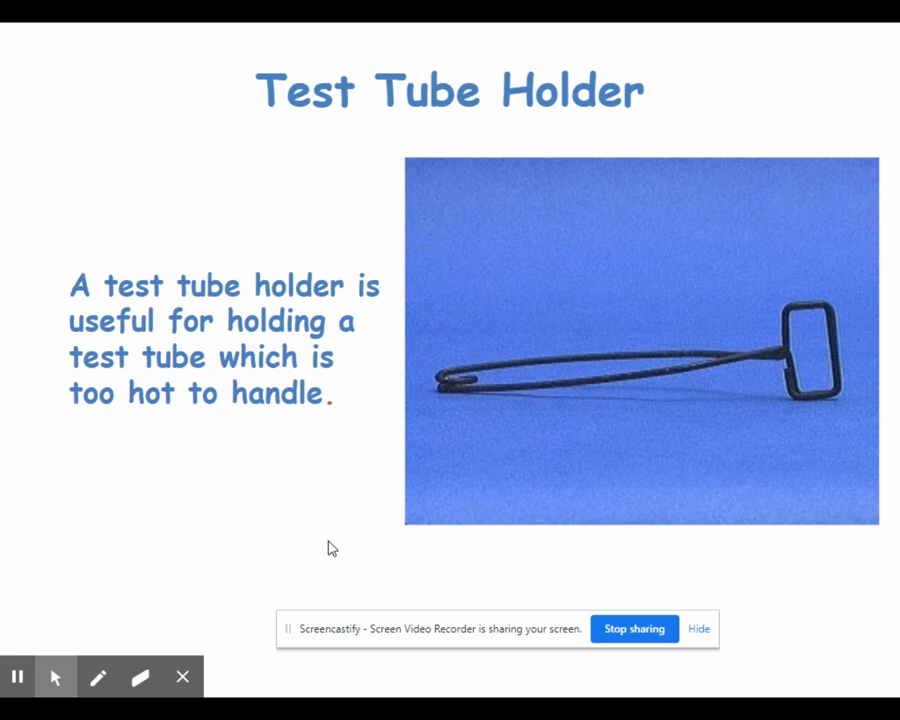 Test Tube Holder
A test tube holder is
useful for holding a
test tube which is
too hot to handle.
Screencastify - Screen Video Recorder is sharing your screen.
Stop sharing
Hide